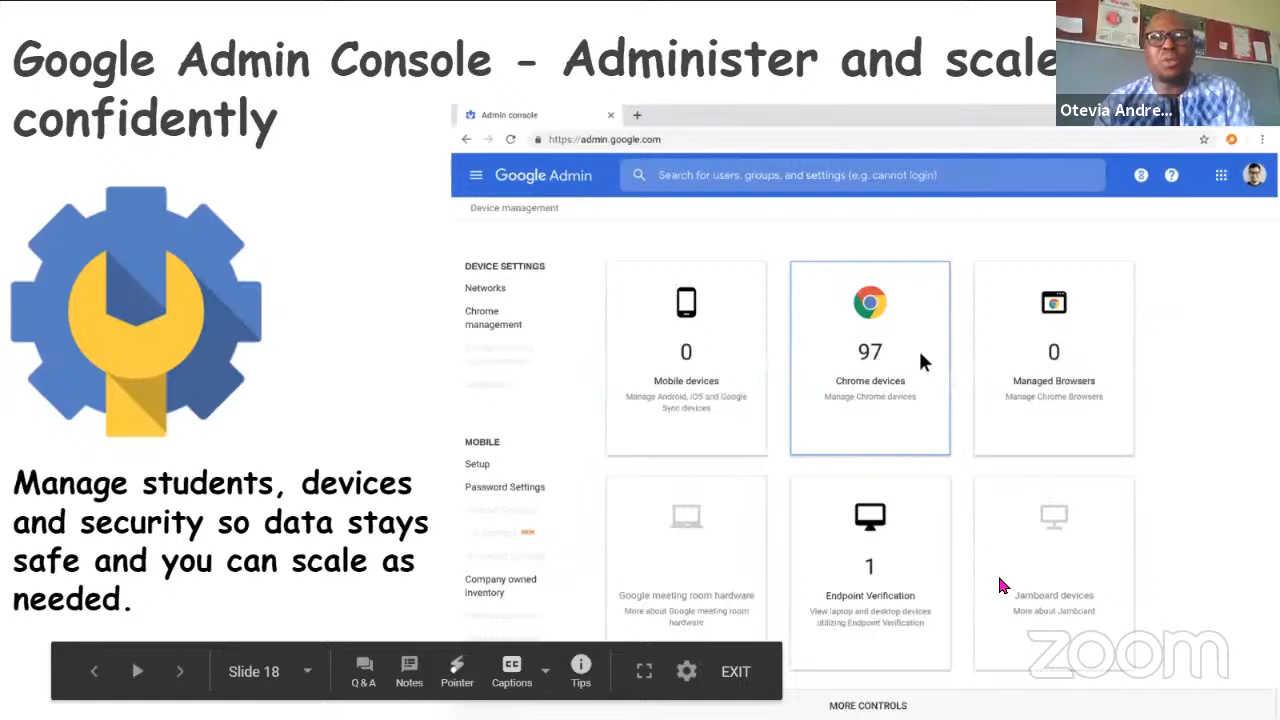 Google Admin Console - Administer and scale
confidently
Otevia Andre...
Admin console
https://admin.google.com
Google Admin
Search for users, groups, and settings (e.g. cannot login)
Device management
DEVICE SETTINGS
Networks
Chrome
management
MOBILE
Setup
Password Settings
NEW
Company owned
inventory
0
Mobile devices
Manage Android, iOS and Google
Sync devices
97
Chrome devices
Manage Chrome devices
0
Managed Browsers
Manage Chrome Browsers
Google meeting room hardware
More about Google meeting room
hardware
1
Endpoint Verification
View laptop and desktop devices
utilizing Endpoint Verification
Jamboard devices
More about Jamboard
Manage students, devices
and security so data stays
safe and you can scale as
needed.
Slide 18
Q & A
Notes
Pointer
Captions
Tips
EXIT
zoom
MORE CONTROLS